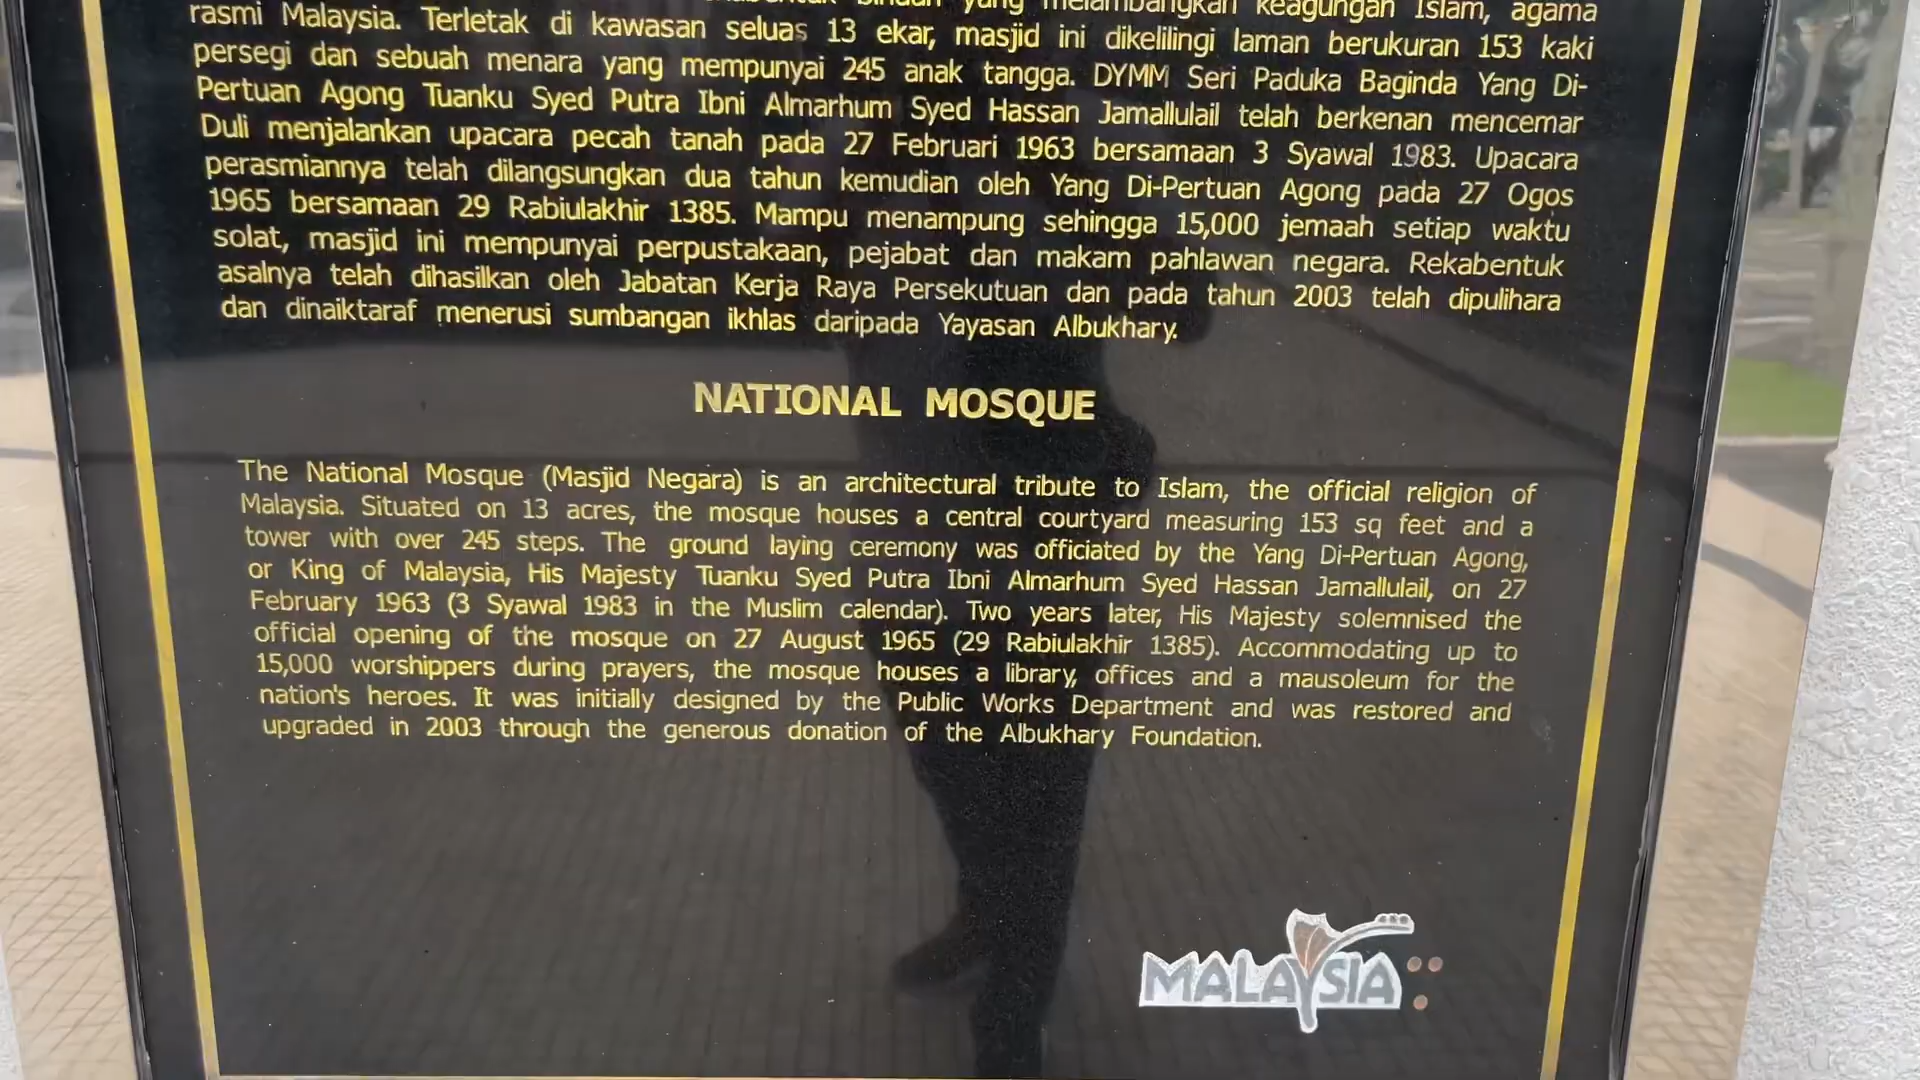 yang melambangkan keagungan Islam, agama
rasmi Malaysia. Terletak di kawasan seluas 13 ekar, masjid ini dikelilingi laman berukuran 153 kaki
persegi dan sebuah menara yang mempunyai 245 anak tangga. DYMM Seri Paduka Baginda Yang Di-
Pertuan Agong Tuanku Syed Putra Ibni Almarhum Syed Hassan Jamallulail telah berkenan mencemar
Duli menjalankan upacara pecah tanah pada 27 Februari 1963 bersamaan 3 Syawal 1983. Upacara
perasmiannya telah dilangsungkan dua tahun kemudian oleh Yang Di-Pertuan Agong pada 27 Ogos
1965 bersamaan 29 Rabiulakhir 1385. Mampu menampung sehingga 15,000 jemaah setiap waktu
solat, masjid ini mempunyai perpustakaan, pejabat dan makam pahlawan negara. Rekabentuk
asalnya telah dihasilkan oleh Jabatan Kerja Raya Persekutuan dan pada tahun 2003 telah dipulihara
dan dinaiktaraf menerusi sumbangan ikhlas daripada Yayasan Albukhary.
NATIONAL MOSQUE
The National Mosque (Masjid Negara) is an architectural tribute to Islam, the official religion of
Malaysia. Situated on 13 acres, the mosque houses a central courtyard measuring 153 sq feet and a
tower with over 245 steps. The ground laying ceremony was officiated by the Yang Di-Pertuan Agong,
or King of Malaysia, His Majesty Tuanku Syed Putra Ibni Almarhum Syed Hassan Jamallulail, on 27
February 1963 (3 Syawal 1983 in the Muslim calendar). Two years later, His Majesty solemnised the
official opening of the mosque on 27 August 1965 (29 Rabiulakhir 1385). Accommodating up to
15,000 worshippers during prayers, the mosque houses a library, offices and a mausoleum for the
nation's heroes. It was initially designed by the Public Works Department and was restored and
upgraded in 2003 through the generous donation of the Albukhary Foundation.
MALAYSIA